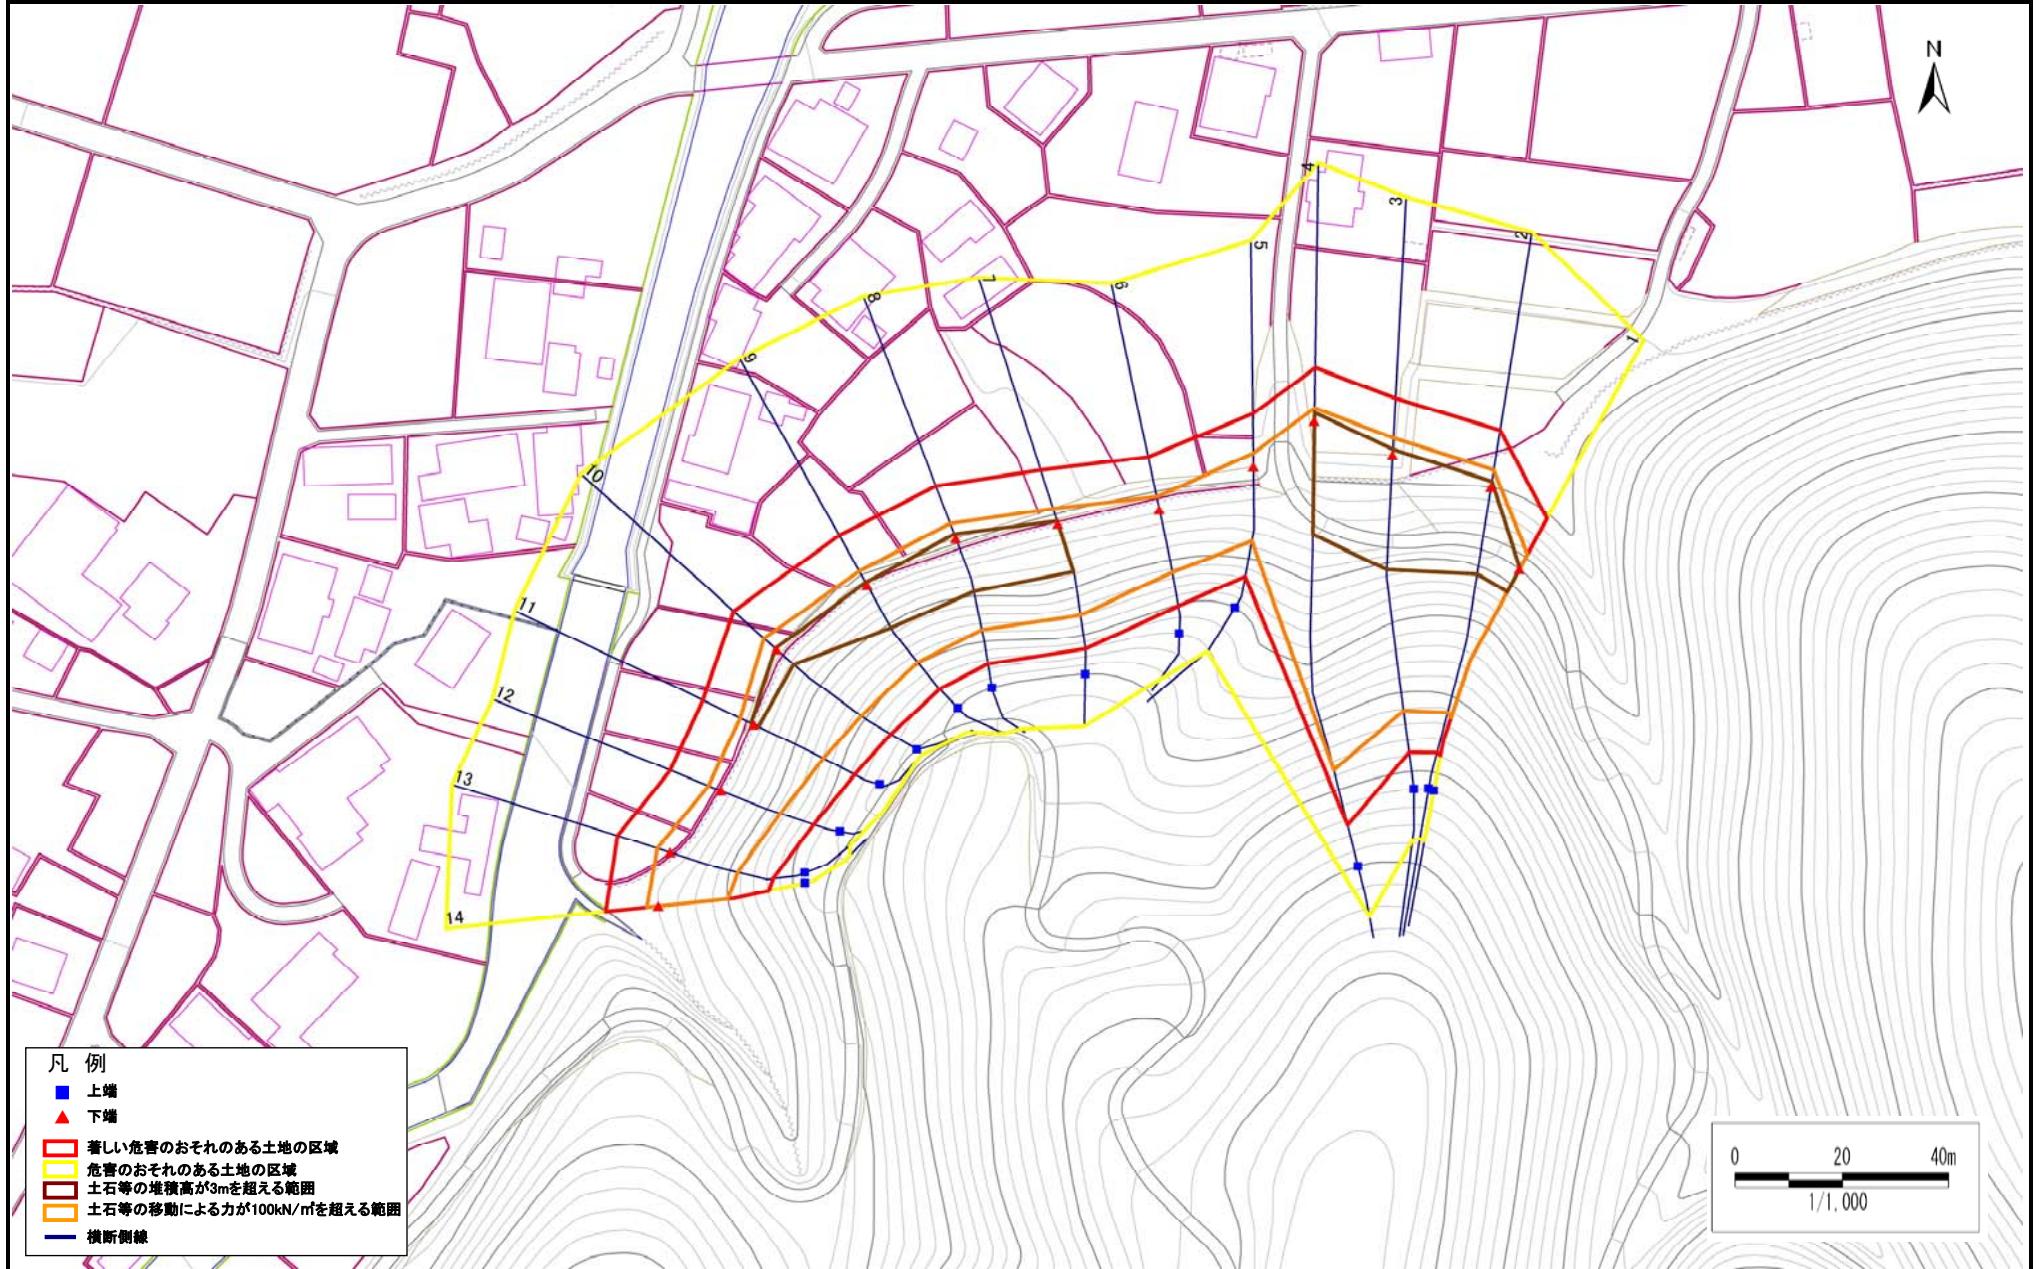 N
4
3
2
5
1
6
7
8
9
10
11
12
13
14
凡 例
上端
下端
著しい危害のおそれのある土地の区域
危害のおそれのある土地の区域
土石等の堆積高が3mを超える範囲
土石等の移動による力が100kN/㎡を超える範囲
横断側線
0 20 40m
1/1,000